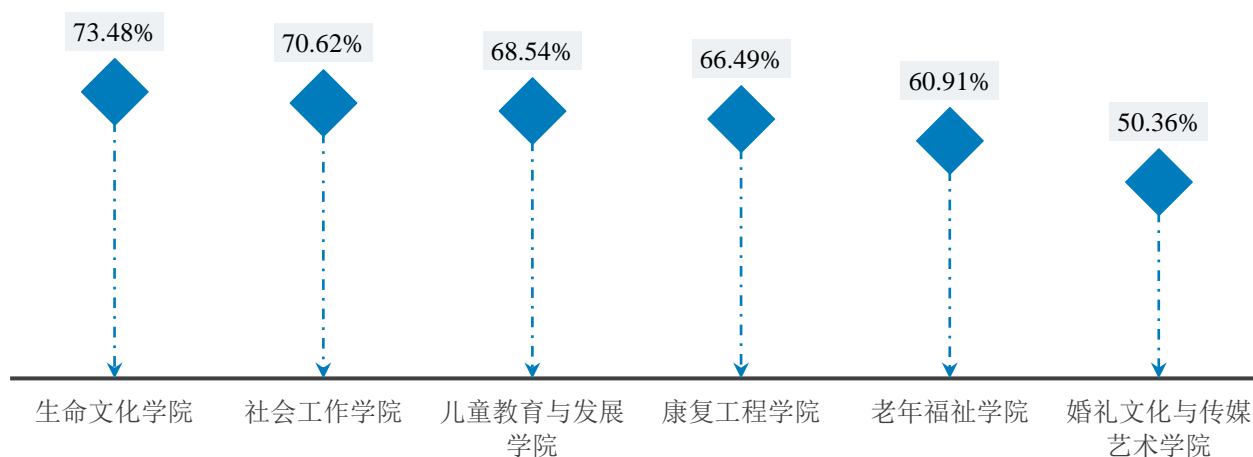 73.48%
70.62%
68.54%
66.49%
60.91%
50.36%
生命文化学院
社会工作学院
儿童教育与发展
学院
康复工程学院
老年福祉学院
婚礼文化与传媒
艺术学院